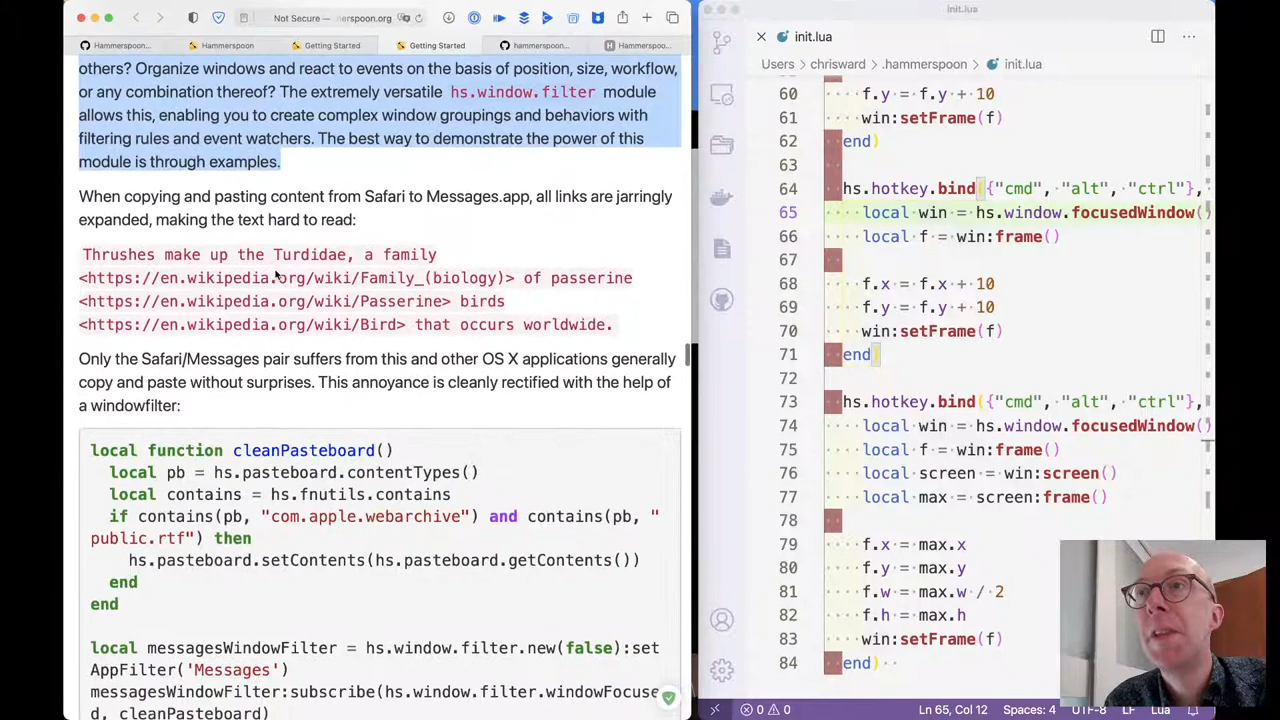 Not Secure — .nerspoon.org
Hammerspoon...
Hammerspoon
Getting Started
Getting Started
hammerspoon...
Hammerspoo...
others? Organize windows and react to events on the basis of position, size, workflow,
or any combination thereof? The extremely versatile hs.window.filter module
allows this, enabling you to create complex window groupings and behaviors with
filtering rules and event watchers. The best way to demonstrate the power of this
module is through examples.
When copying and pasting content from Safari to Messages.app, all links are jarringly
expanded, making the text hard to read:
Thrushes make up the Turdidae, a family
<https://en.wikipedia.org/wiki/Family_(biology)> of passerine
<https://en.wikipedia.org/wiki/Passerine> birds
<https://en.wikipedia.org/wiki/Bird> that occurs worldwide.
Only the Safari/Messages pair suffers from this and other OS X applications generally
copy and paste without surprises. This annoyance is cleanly rectified with the help of
a windowfilter:
local function cleanPasteboard()
local pb = hs.pasteboard.contentTypes()
local contains = hs.fnutils.contains
if contains(pb, "com.apple.webarchive") and contains(pb, "
public.rtf") then
hs.pasteboard.setContents(hs.pasteboard.getContents())
end
end
local messagesWindowFilter = hs.window.filter.new(false):set
AppFilter('Messages')
messagesWindowFilter:subscribe(hs.window.filter.windowFocuse
d, cleanPasteboard)
init.lua
init.lua
Users > chrisward > .hammerspoon > init.lua
60 f.y = f.y + 10
61 win:setFrame(f)
62 end)
63
64 hs.hotkey.bind({"cmd", "alt", "ctrl"},
65 local win = hs.window.focusedWindow()
66 local f = win:frame()
67
68 f.x = f.x + 10
69 f.y = f.y + 10
70 win:setFrame(f)
71 end)
72
73 hs.hotkey.bind({"cmd", "alt", "ctrl"},
74 local win = hs.window.focusedWindow()
75 local f = win:frame()
76 local screen = win:screen()
77 local max = screen:frame()
78
79 f.x = max.x
80 f.y = max.y
81 f.w = max.w / 2
82 f.h = max.h
83 win:setFrame(f)
84 end)
0 0 Ln 65, Col 12 Spaces: 4 UTF-8 LF Lua